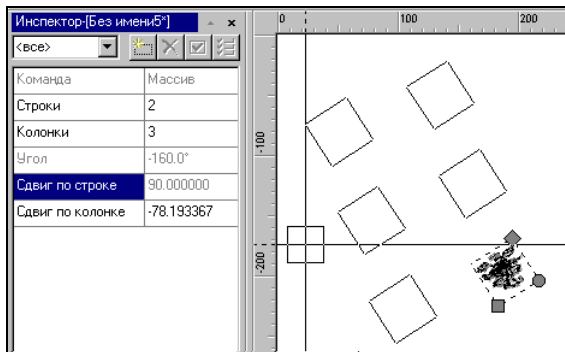 Инспектор-[Без имени5*]
<все>
Команда Массив
Строки 2
Колонки 3
Угол -160.0°
Сдвиг по строке 90.000000
Сдвиг по колонке -78.193367
0 100 200
-100
-200